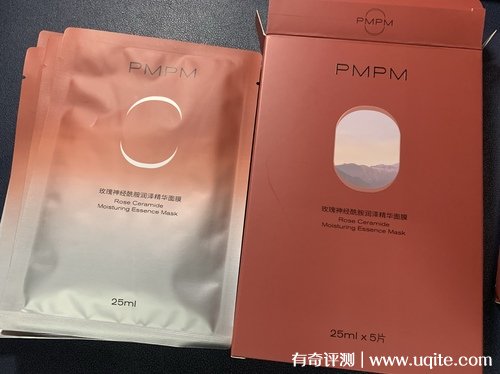 PMPM
玫瑰神经酰胺润泽精华面膜
Rose Ceramide
Moisturing Essence Mask
25ml
PMPM
PMPM
玫瑰神经酰胺润泽精华面膜
Rose Ceramide
Moisturing Essence Mask
25ml x 5片
有奇评测 | www.uqite.com